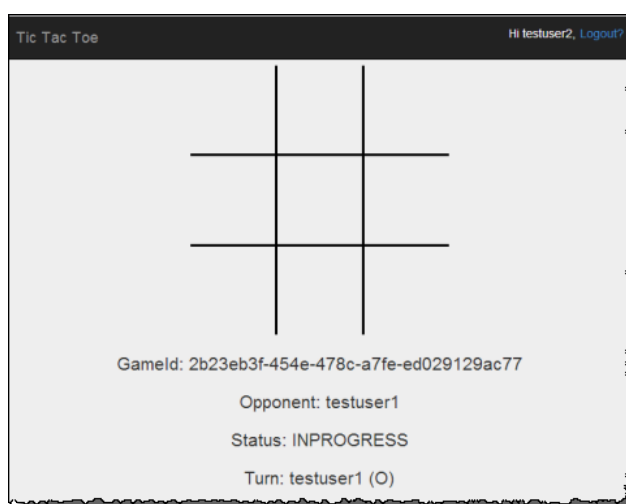 Tic Tac Toe
Hi testuser2, Logout?
GameId: 2b23eb3f-454e-478c-a7fe-ed029129ac77
Opponent: testuser1
Status: INPROGRESS
Turn: testuser1 (O)